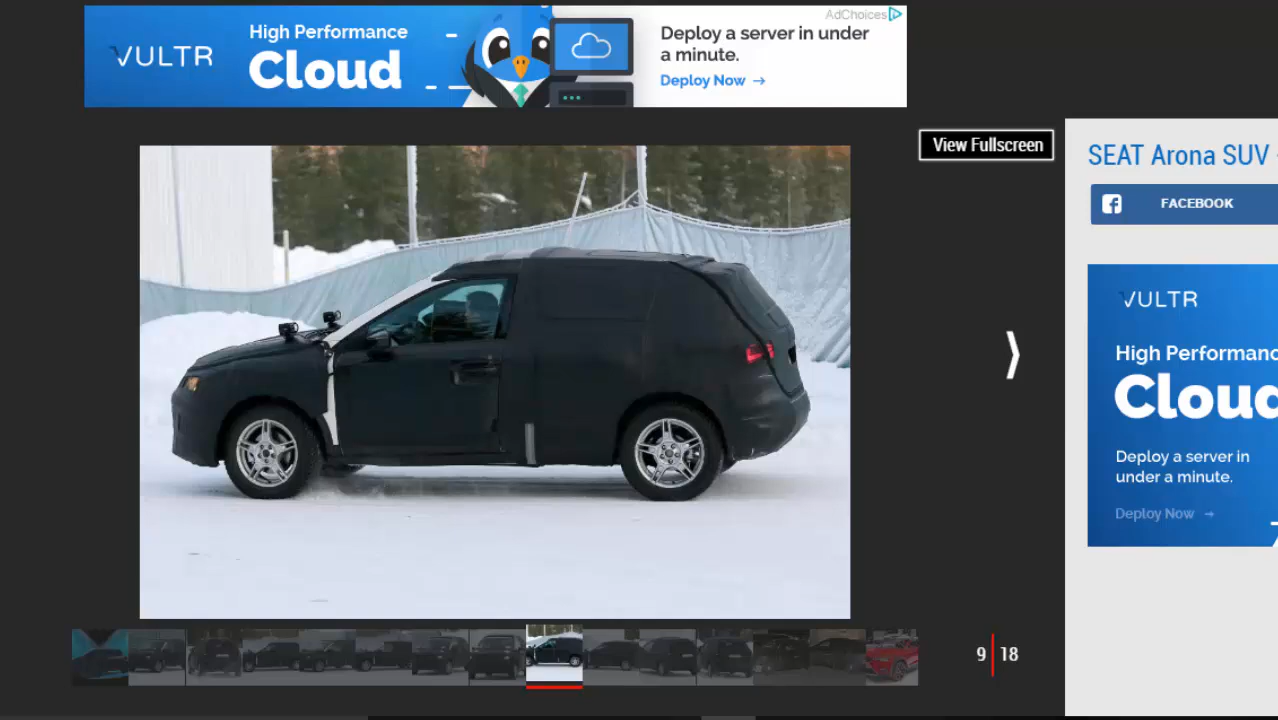 AdChoices
VULTR
High Performance
Cloud
Deploy a server in under
a minute.
Deploy Now →
View Fullscreen
SEAT Arona SUV
FACEBOOK
VULTR
High Performanc
Cloud
Deploy a server in
under a minute.
Deploy Now →
9 | 18